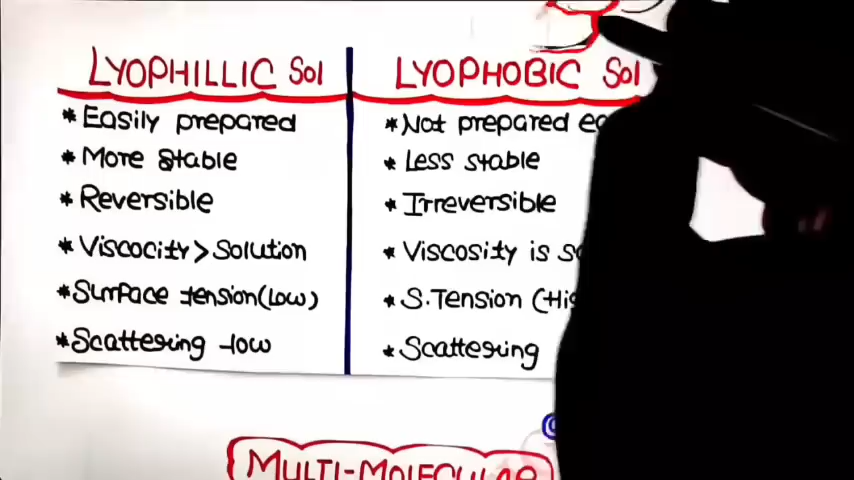 LYOPHILLIC Sol
* Easily prepared
* More stable
* Reversible
* Viscocity > Solution
* Surface tension (Low)
* Scattering low
LYOPHOBIC Sol
* Not prepared
* Less stable
* Irreversible
* Viscosity is
* S.Tension
* Scattering
MULTI-MOLECULAR